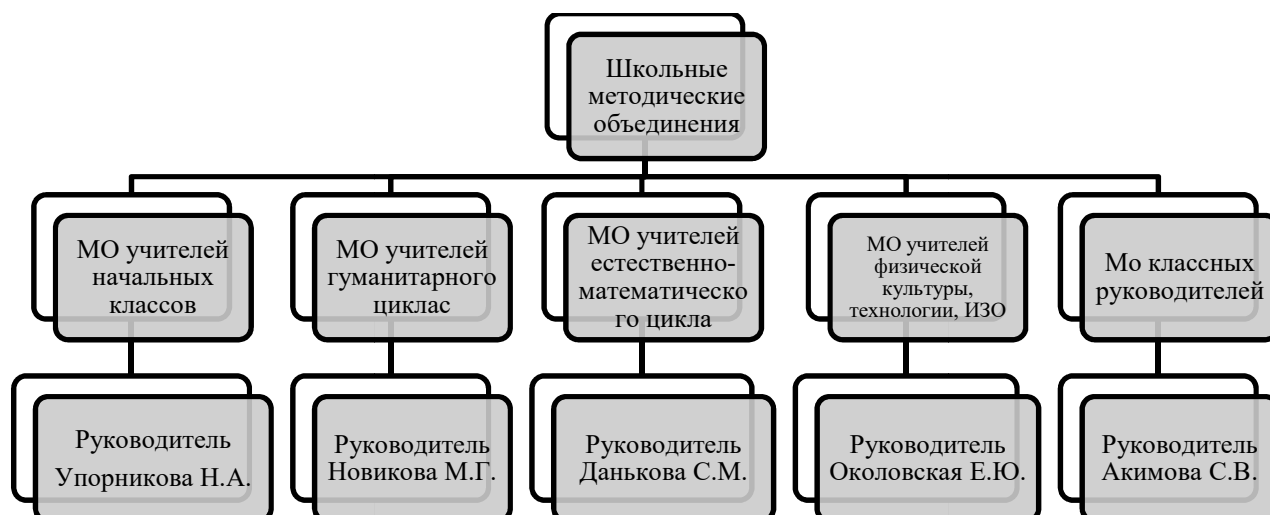 Школьные
методические
объединения
МО учителей
начальных
классов
МО учителей
гуманитарного
цикласс
МО учителей
естественно-
математическо
го цикла
МО учителей
физической
культуры,
технологии, ИЗО
Мо классных
руководителей
Руководитель
Упорникова Н.А.
Руководитель
Новикова М.Г.
Руководитель
Данькова С.М.
Руководитель
Околовская Е.Ю.
Руководитель
Акимова С.В.